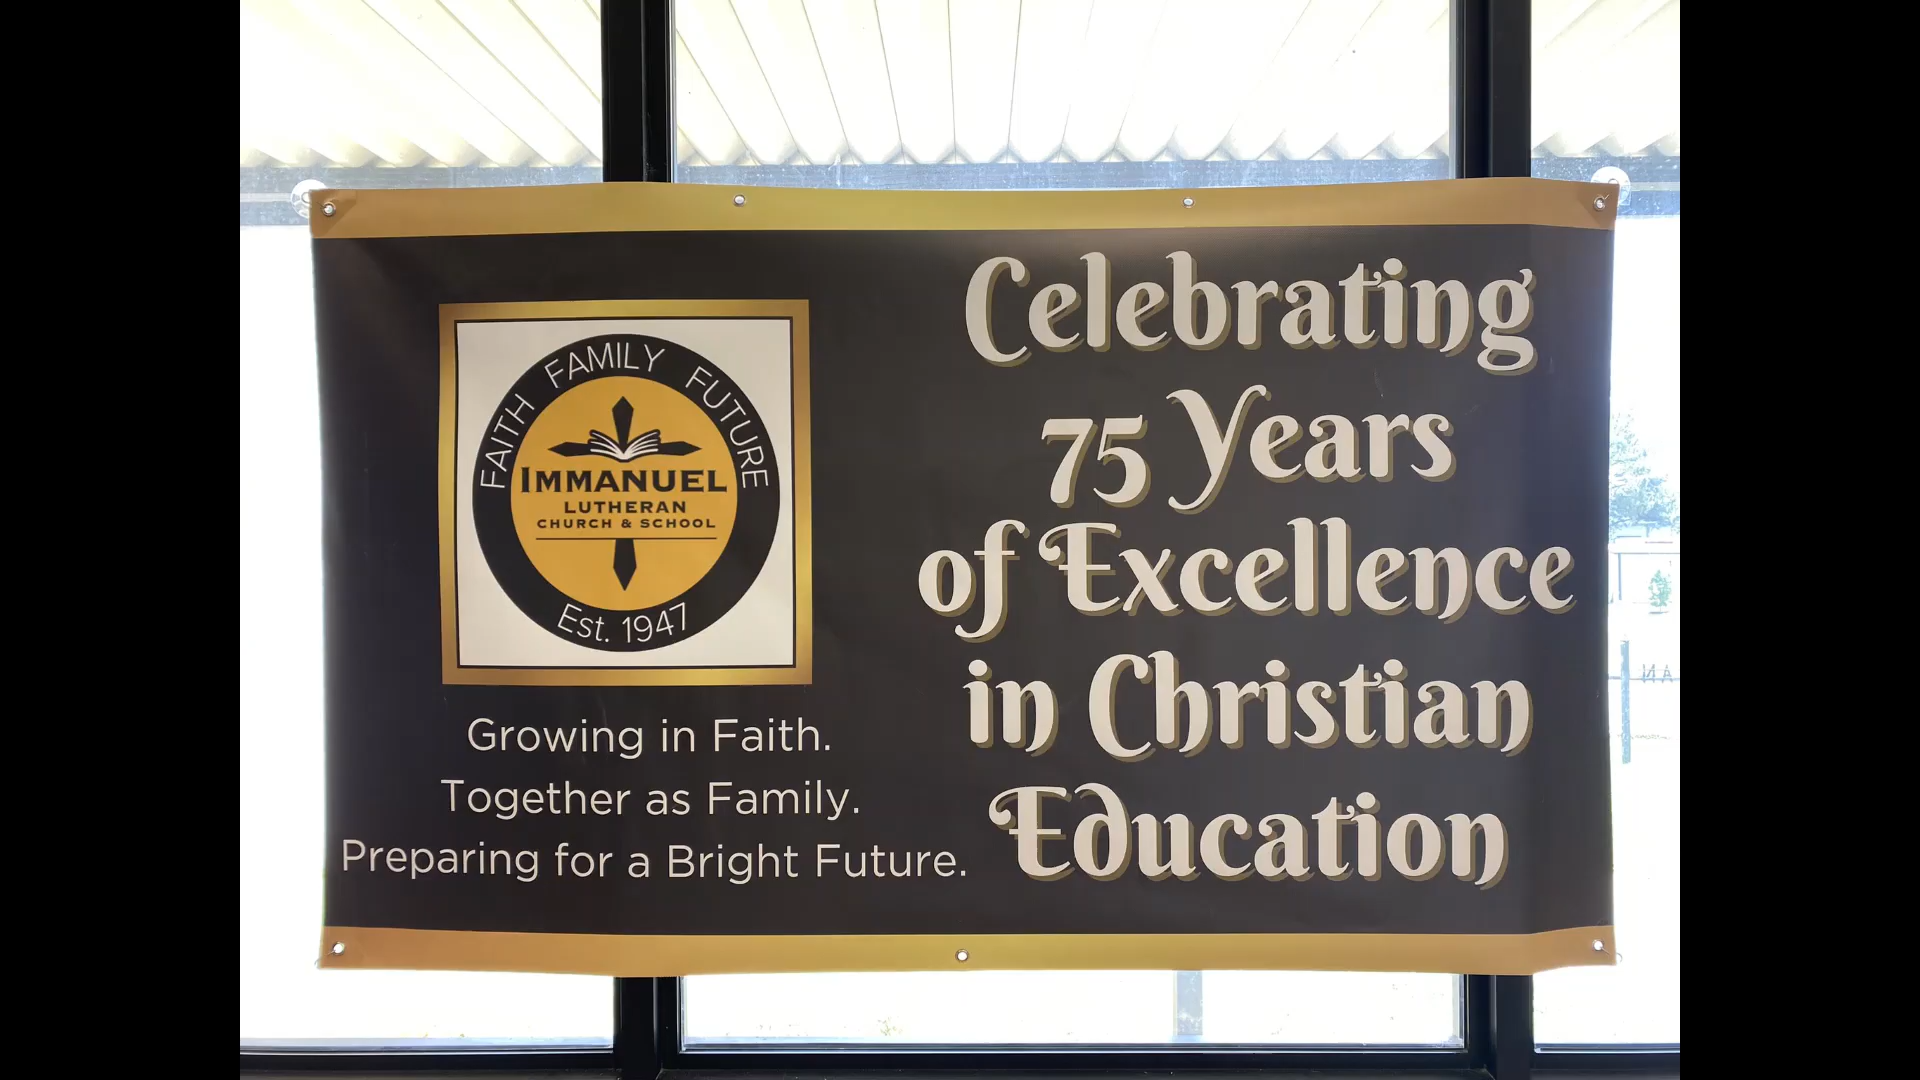 FAITH FAMILY FUTURE
IMMANUEL
LUTHERAN
CHURCH & SCHOOL
Est. 1947
Growing in Faith.
Together as Family.
Preparing for a Bright Future.
Celebrating
75 Years
of Excellence
in Christian
Education